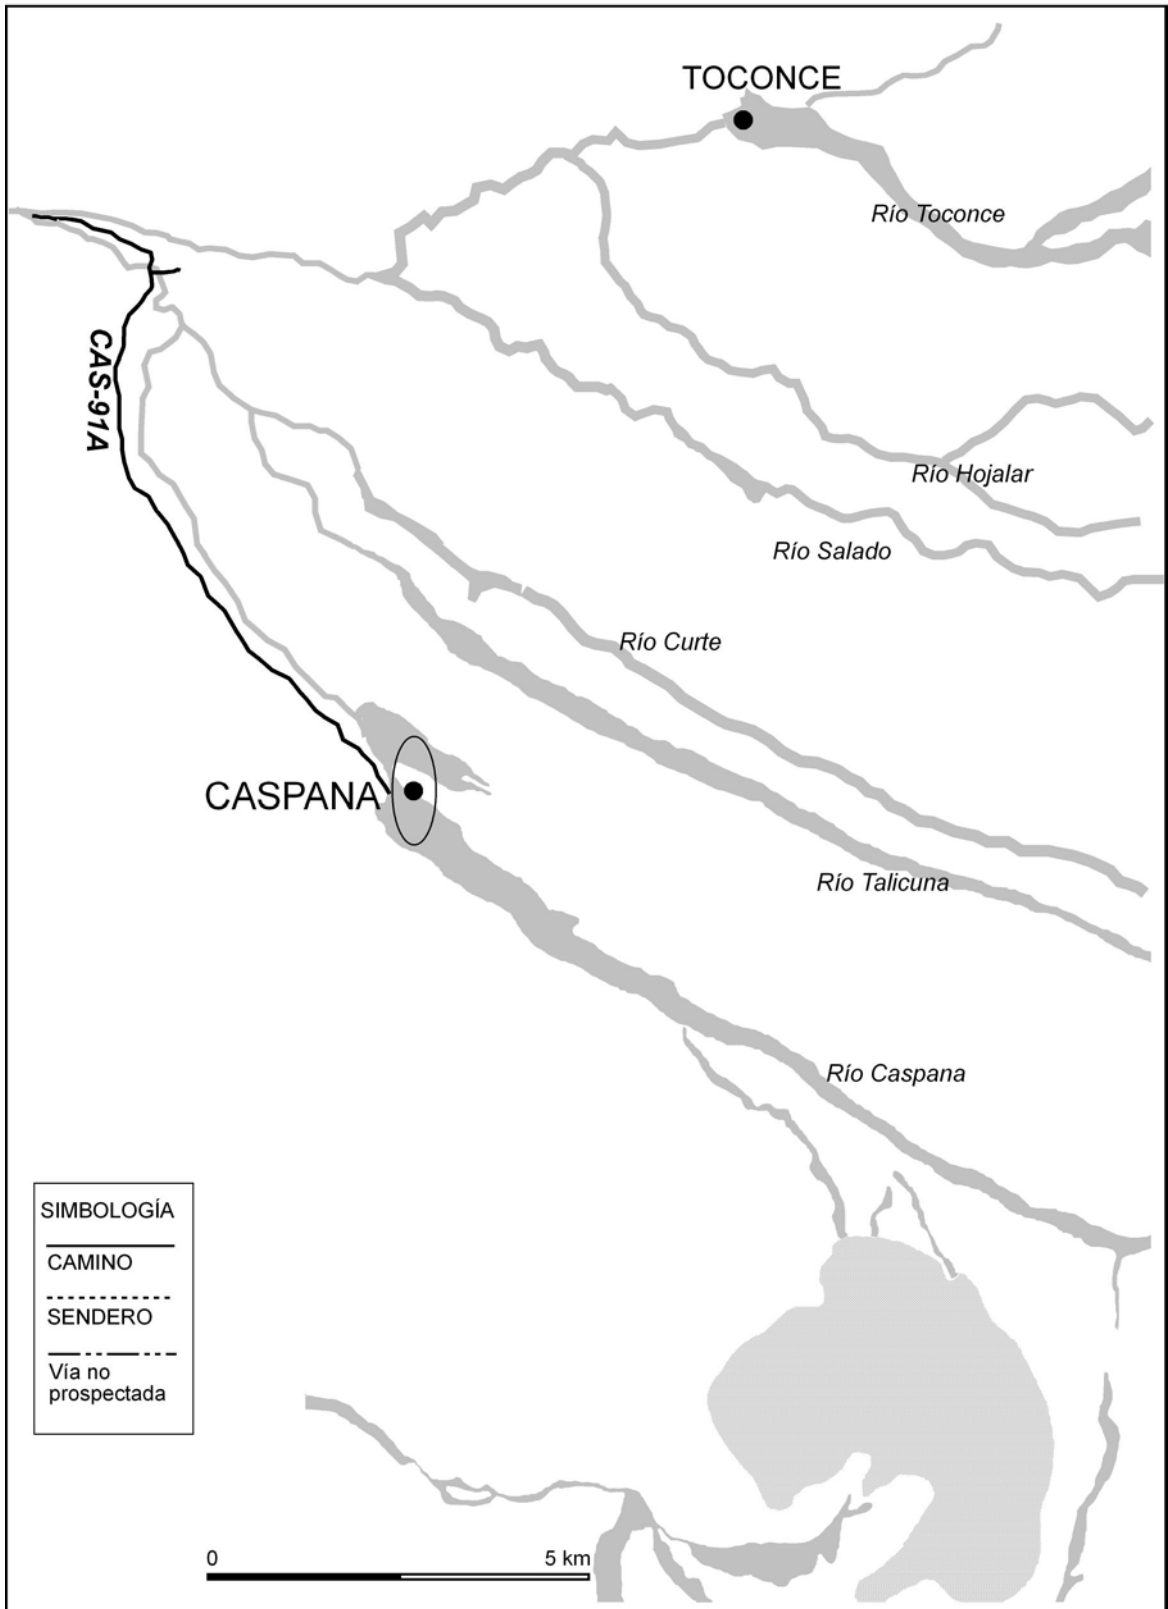 TOCONCE
Río Toconce
CAS-91A
Río Hojalar
Río Salado
Río Curte
CASPANA
Río Talicuna
Río Caspana
SIMBOLOGÍA
CAMINO
SENDERO
Vía no
prospectada
0 5 km